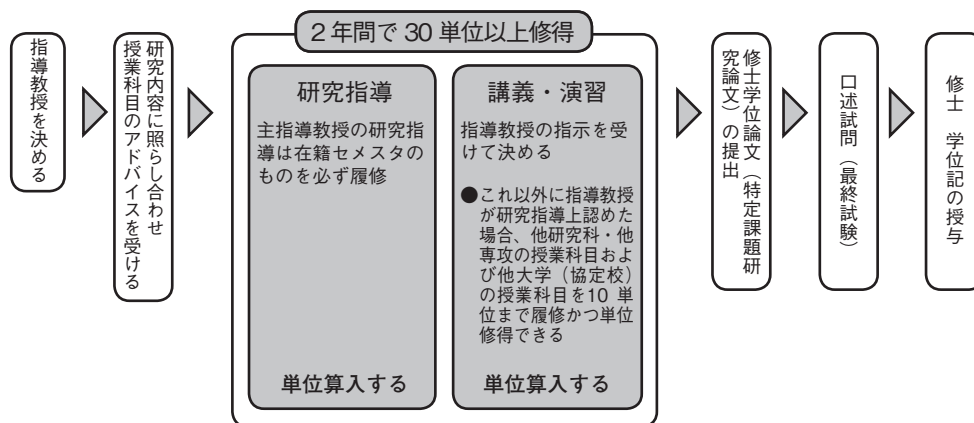 指導教授を決める
研究内容に照らし合わせ
授業科目のアドバイスを受ける
2年間で30単位以上修得
研究指導
主指導教授の研究指
導は在籍セメスタの
ものを必ず履修
単位算入する
講義・演習
指導教授の指示を受
けて決める
●これ以外に指導教授
が研究指導上認めた
場合、他研究科・他
専攻の授業科目およ
び他大学（協定校）
の授業科目を10 単
位まで履修かつ単位
修得できる
単位算入する
修士学位論文（特定課題研
究論文）の提出
口述試問（最終試験）
修士　学位記の授与